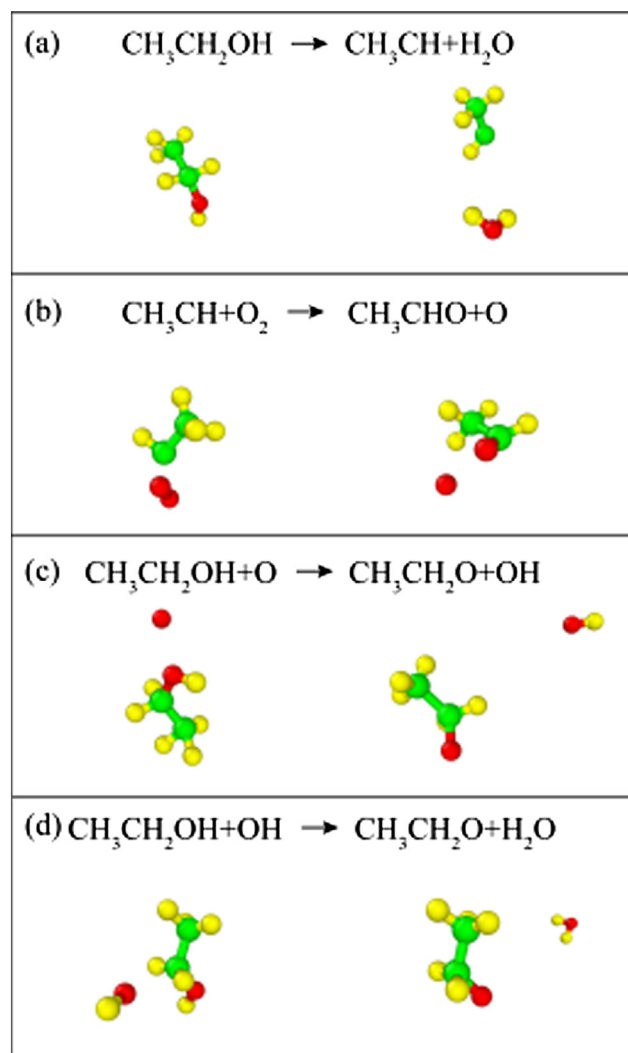 (a) CH₃CH₂OH → CH₃CH+H₂O
(b) CH₃CH+O₂ → CH₃CHO+O
(c) CH₃CH₂OH+O → CH₃CH₂O+OH
(d) CH₃CH₂OH+OH → CH₃CH₂O+H₂O